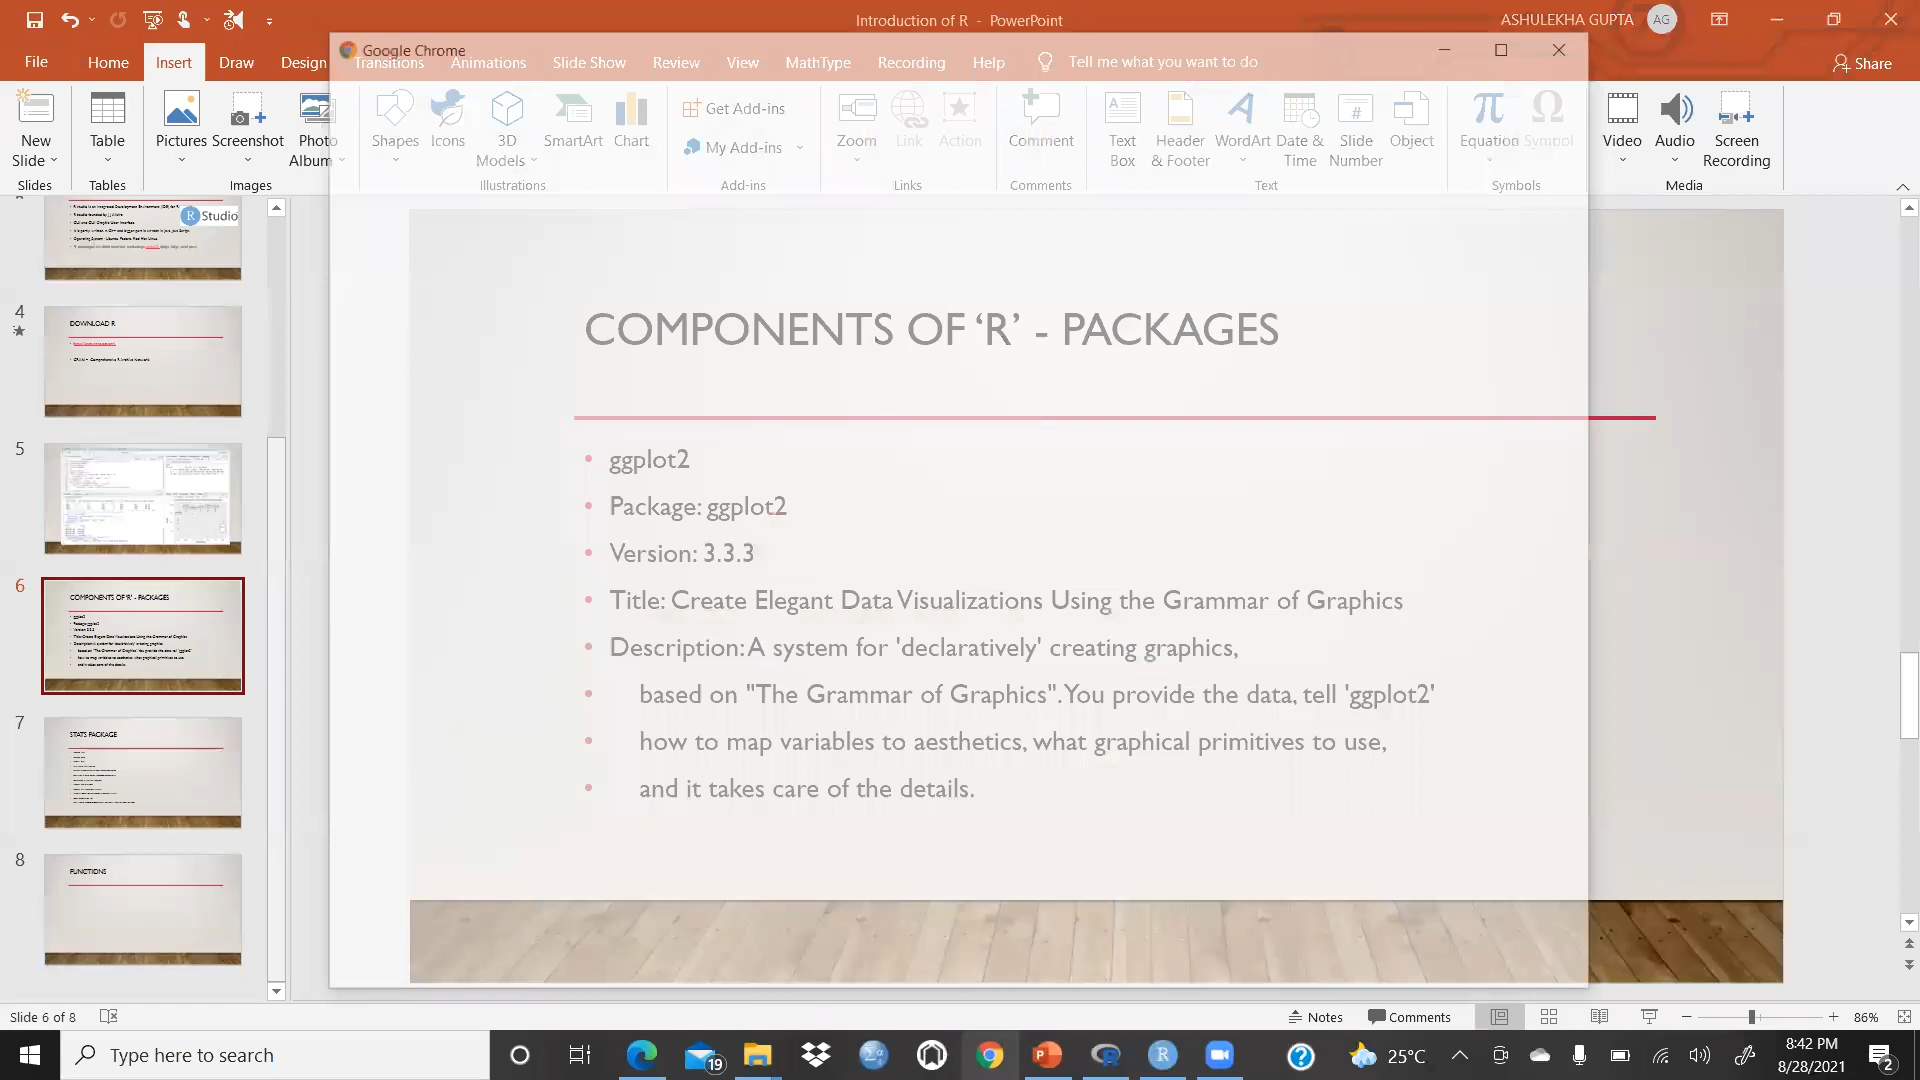 Introduction of R - PowerPoint
ASHULEKHA GUPTA
AG
Google Chrome
File
Home
Insert
Draw
Design
Transitions
Animations
Slide Show
Review
View
MathType
Recording
Help
Tell me what you want to do
Share
New
Slide
Table
Pictures
Screenshot
Photo
Album
Shapes
Icons
3D
Models
SmartArt
Chart
Get Add-ins
My Add-ins
Zoom
Link
Action
Comment
Text
Box
Header
& Footer
WordArt
Date &
Time
Slide
Number
Object
Equation
Symbol
Video
Audio
Screen
Recording
Slides
Tables
Images
Illustrations
Add-ins
Links
Comments
Text
Symbols
Media
R Studio
4
DOWNLOAD R
5
6
COMPONENTS OF 'R' - PACKAGES
7
STATS PACKAGE
8
FUNCTIONS
COMPONENTS OF ‘R’ - PACKAGES
• ggplot2
• Package: ggplot2
• Version: 3.3.3
• Title: Create Elegant Data Visualizations Using the Grammar of Graphics
• Description: A system for 'declaratively' creating graphics,
• based on "The Grammar of Graphics". You provide the data, tell 'ggplot2'
• how to map variables to aesthetics, what graphical primitives to use,
• and it takes care of the details.
Slide 6 of 8
Notes
Comments
86%
Type here to search
19
25°C
8:42 PM
8/28/2021
2